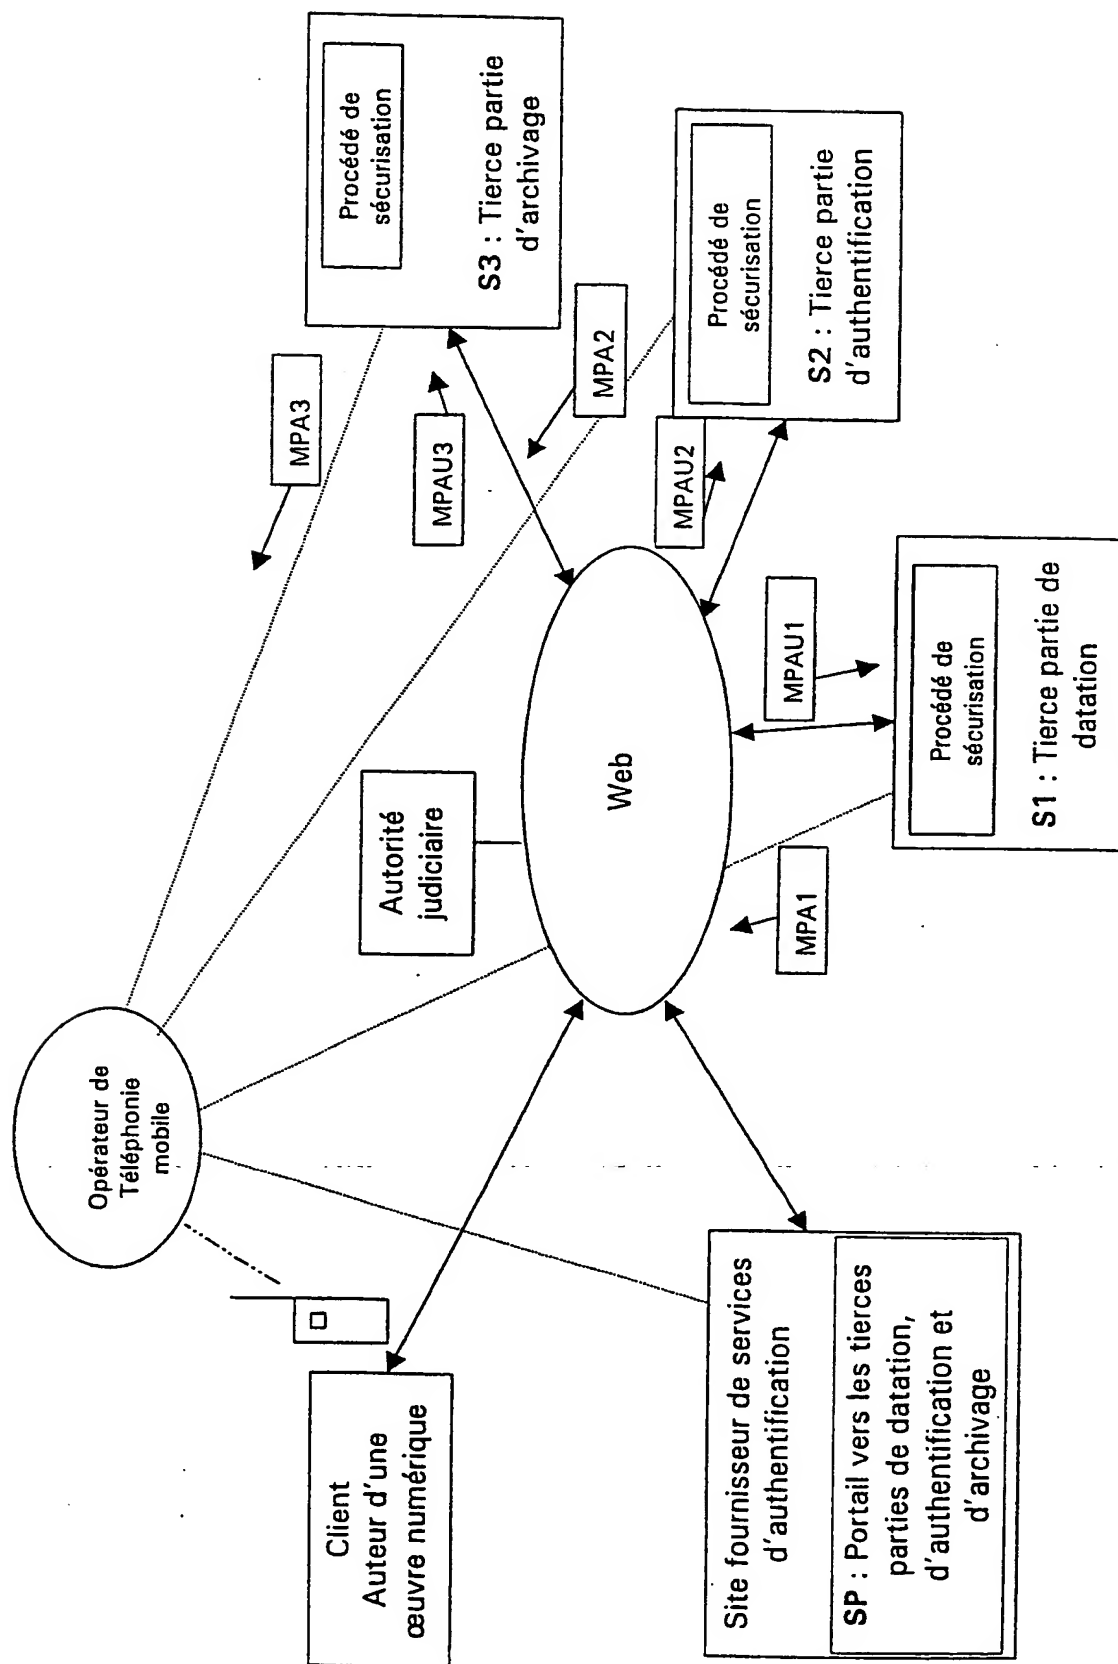 Opérateur de
Téléphonie
mobile
Client
Auteur d'une
œuvre numérique
Site fournisseur de services
d'authentification
SP : Portail vers les tierces
parties de datation,
d'authentification et
d'archivage
Autorité
judiciaire
Web
MPA3
MPAU3
MPA2
MPAU2
MPAU1
MPA1
Procédé de
sécurisation
S3 : Tierce partie
d'archivage
Procédé de
sécurisation
S2 : Tierce partie
d'authentification
Procédé de
sécurisation
S1 : Tierce partie de
datation